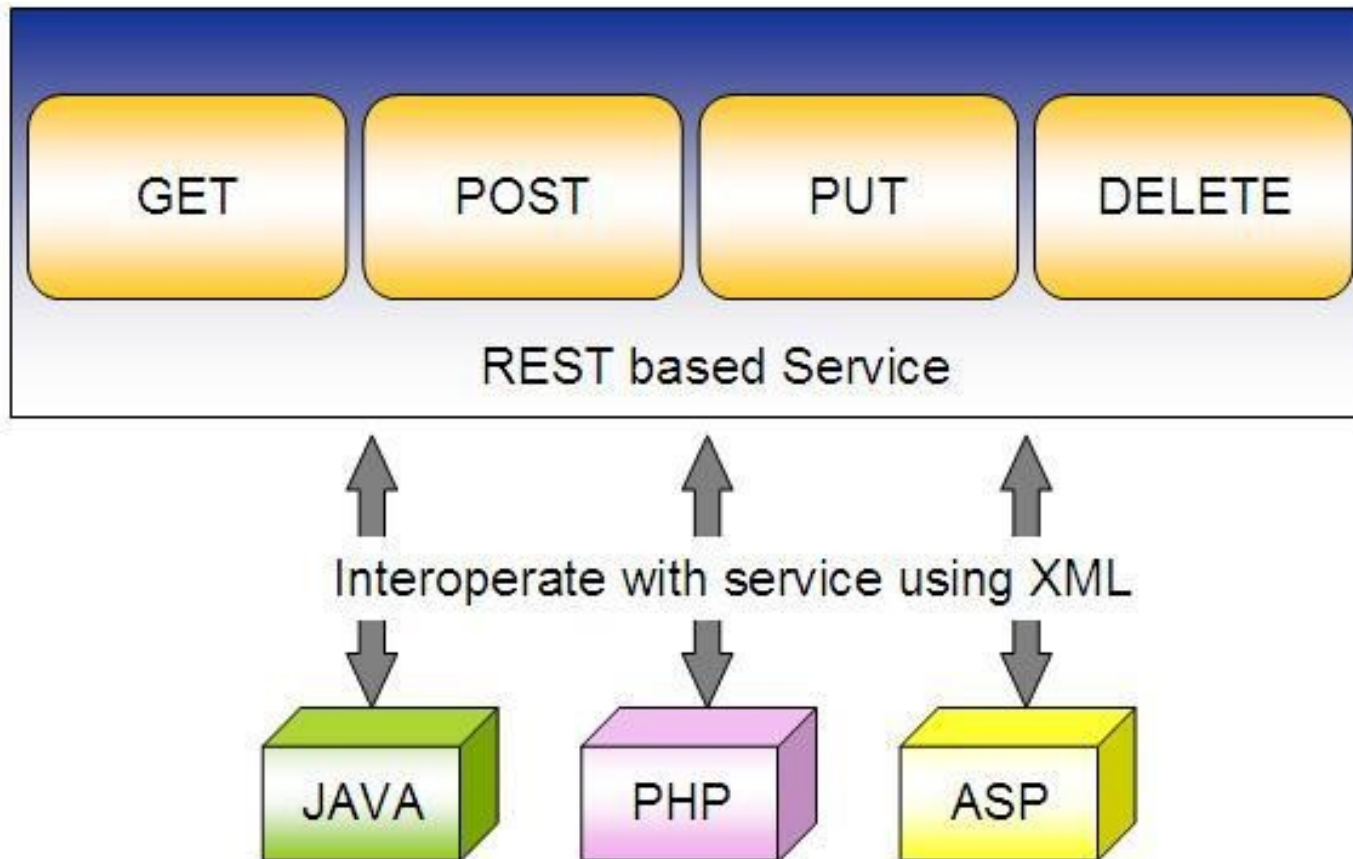 GET
POST
PUT
DELETE
REST based Service
Interoperate with service using XML
JAVA
PHP
ASP